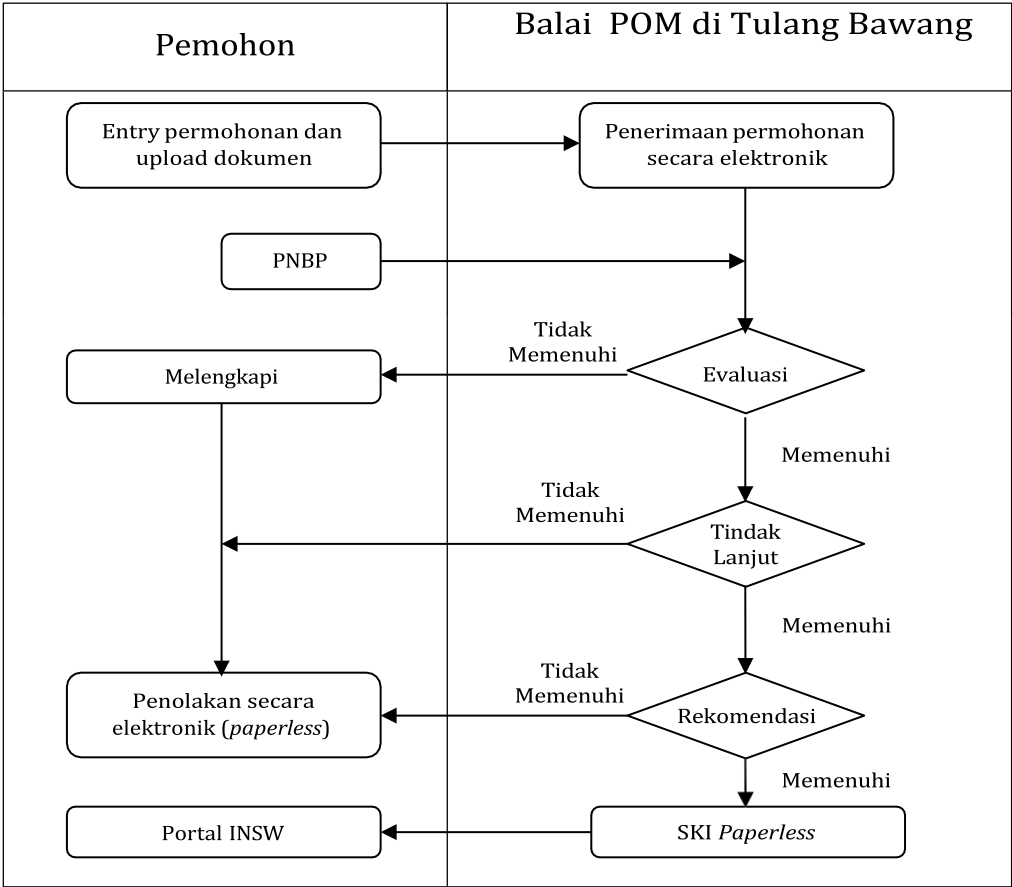 Pemohon
Balai POM di Tulang Bawang
Entry permohonan dan
upload dokumen
Penerimaan permohonan
secara elektronik
PNBP
Tidak
Memenuhi
Melengkapi
Evaluasi
Memenuhi
Tidak
Memenuhi
Tindak
Lanjut
Memenuhi
Tidak
Memenuhi
Penolakan secara
elektronik (paperless)
Rekomendasi
Memenuhi
Portal INSW
SKI Paperless